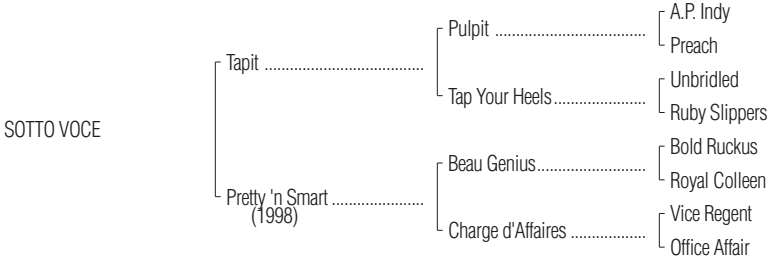 A.P. Indy
Pulpit ....................................
Preach
Tapit ......................................
Unbridled
Tap Your Heels......................
Ruby Slippers
SOTTO VOCE
Bold Ruckus
Beau Genius..........................
Royal Colleen
Pretty 'n Smart ......................
(1998)
Vice Regent
Charge d'Affaires ..................
Office Affair